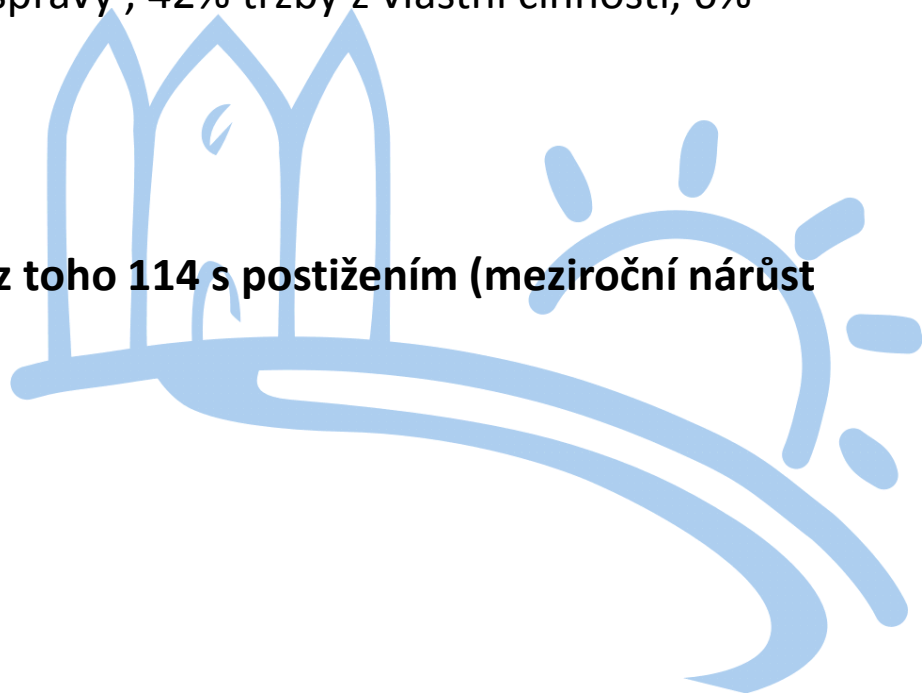 správy , 42% tržby z vlastní činnosti, 6%
z toho 114 s postižením (meziroční nárůst